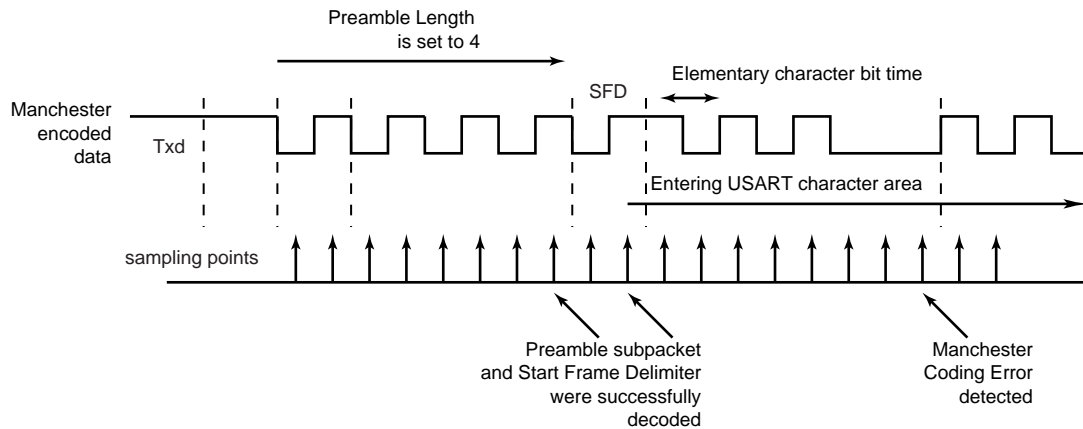 Preamble Length
is set to 4
SFD
Elementary character bit time
Manchester
encoded
data
Txd
Entering USART character area
sampling points
Preamble subpacket
and Start Frame Delimiter
were successfully
decoded
Manchester
Coding Error
detected